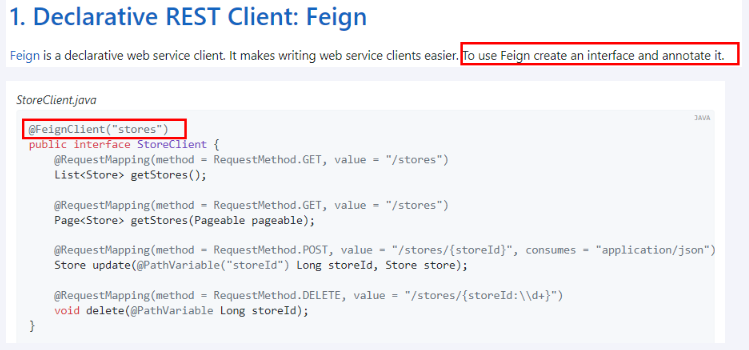 1. Declarative REST Client: Feign
Feign is a declarative web service client. It makes writing web service clients easier. To use Feign create an interface and annotate it.
StoreClient.java
JAVA
@FeignClient("stores")
public interface StoreClient {
    @RequestMapping(method = RequestMethod.GET, value = "/stores")
    List<Store> getStores();

    @RequestMapping(method = RequestMethod.GET, value = "/stores")
    Page<Store> getStores(Pageable pageable);

    @RequestMapping(method = RequestMethod.POST, value = "/stores/{storeId}", consumes = "application/json")
    Store update(@PathVariable("storeId") Long storeId, Store store);

    @RequestMapping(method = RequestMethod.DELETE, value = "/stores/{storeId:\\d+}")
    void delete(@PathVariable Long storeId);
}